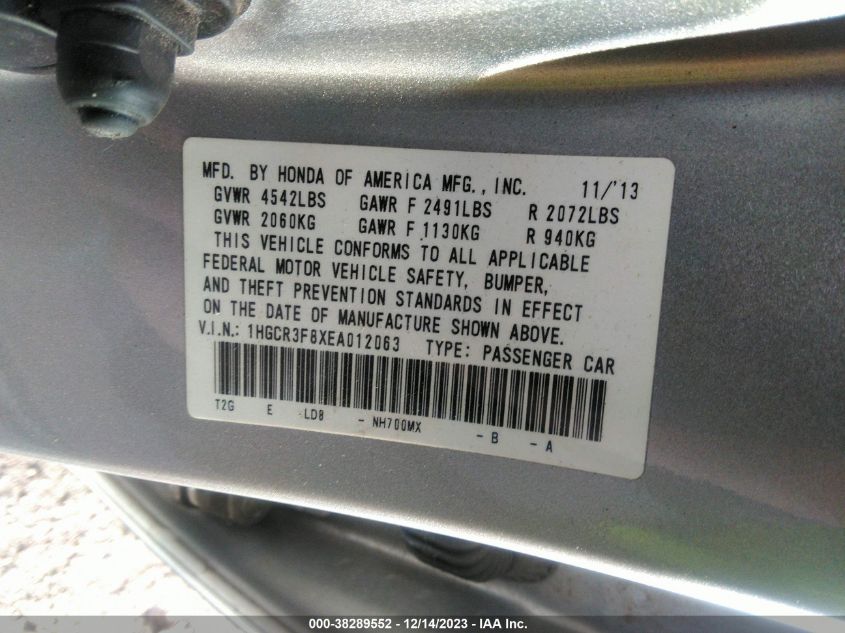 MFD. BY HONDA OF AMERICA MFG., INC. 11/'13
GVWR 4542LBS GAWR F 2491LBS R 2072LBS
GVWR 2060KG GAWR F 1130KG R 940KG
THIS VEHICLE CONFORMS TO ALL APPLICABLE
FEDERAL MOTOR VEHICLE SAFETY, BUMPER,
AND THEFT PREVENTION STANDARDS IN EFFECT
ON THE DATE OF MANUFACTURE SHOWN ABOVE.
V.I.N.: 1HGCR3F8XEA012063 TYPE: PASSENGER CAR
T2G E LD8 - NH700MX - B - A
000-38289552 - 12/14/2023 - IAA Inc.